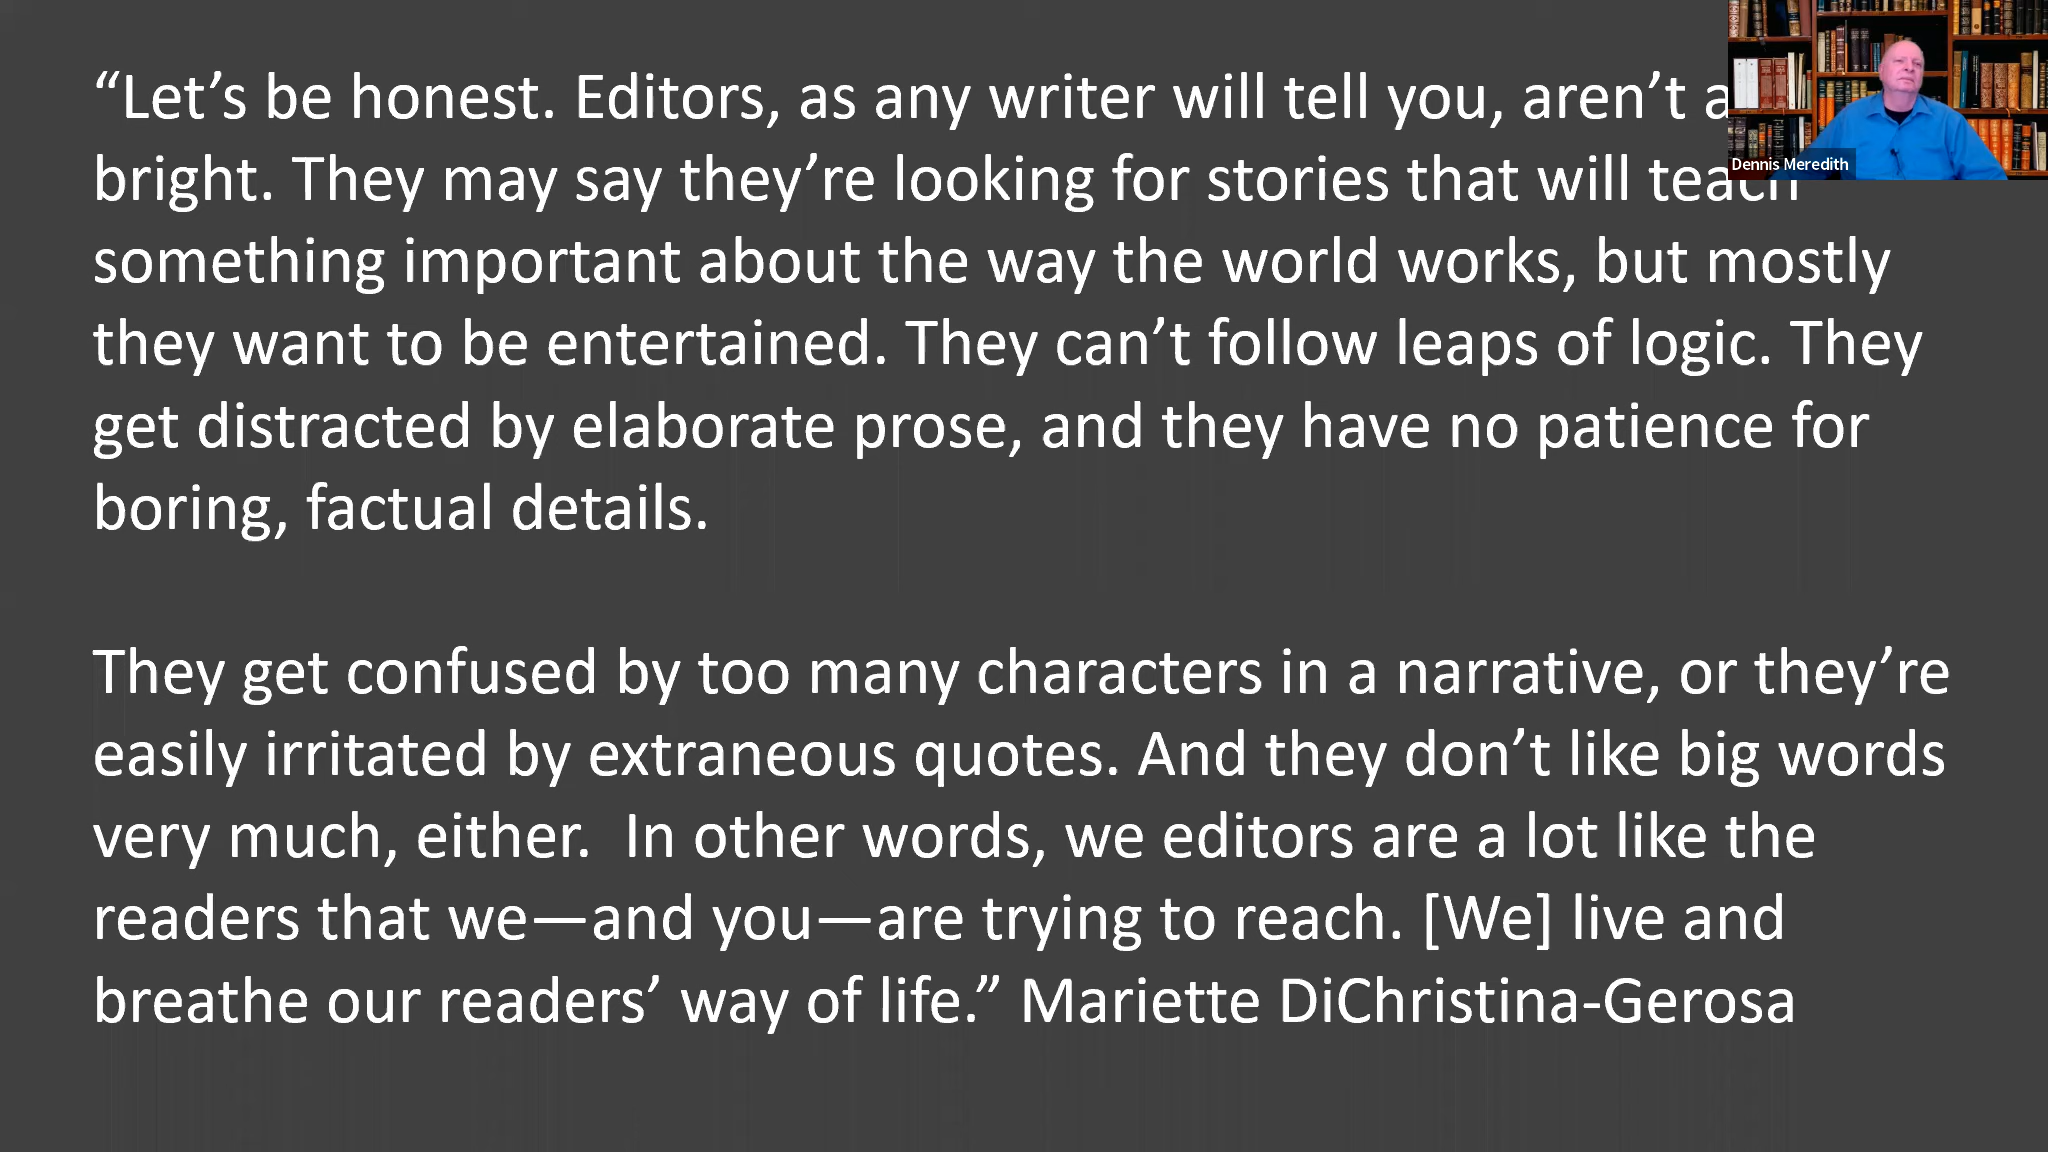 “Let’s be honest. Editors, as any writer will tell you, aren’t
bright. They may say they’re looking for stories that will teach
something important about the way the world works, but mostly
they want to be entertained. They can’t follow leaps of logic. They
get distracted by elaborate prose, and they have no patience for
boring, factual details.
They get confused by too many characters in a narrative, or they’re
easily irritated by extraneous quotes. And they don’t like big words
very much, either.  In other words, we editors are a lot like the
readers that we—and you—are trying to reach. [We] live and
breathe our readers’ way of life.” Mariette DiChristina-Gerosa
Dennis Meredith